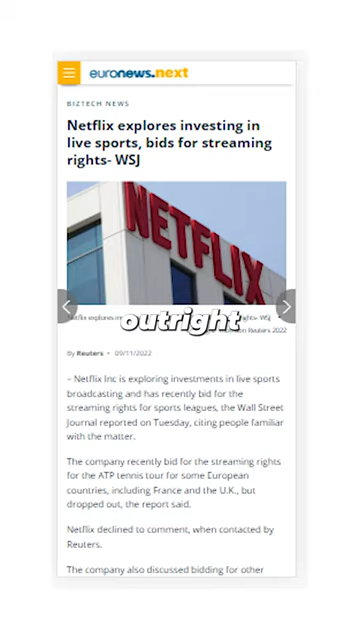 euronews.next
BIZTECH NEWS
Netflix explores investing in
live sports, bids for streaming
rights- WSJ
NETFLIX
Netflix explores in
rights- WSJ
outright
Reuters 2022
By Reuters • 09/11/2022
– Netflix Inc is exploring investments in live sports
broadcasting and has recently bid for the
streaming rights for sports leagues, the Wall Street
Journal reported on Tuesday, citing people familiar
with the matter.
The company recently bid for the streaming rights
for the ATP tennis tour for some European
countries, including France and the U.K., but
dropped out, the report said.
Netflix declined to comment, when contacted by
Reuters.
The company also discussed bidding for other